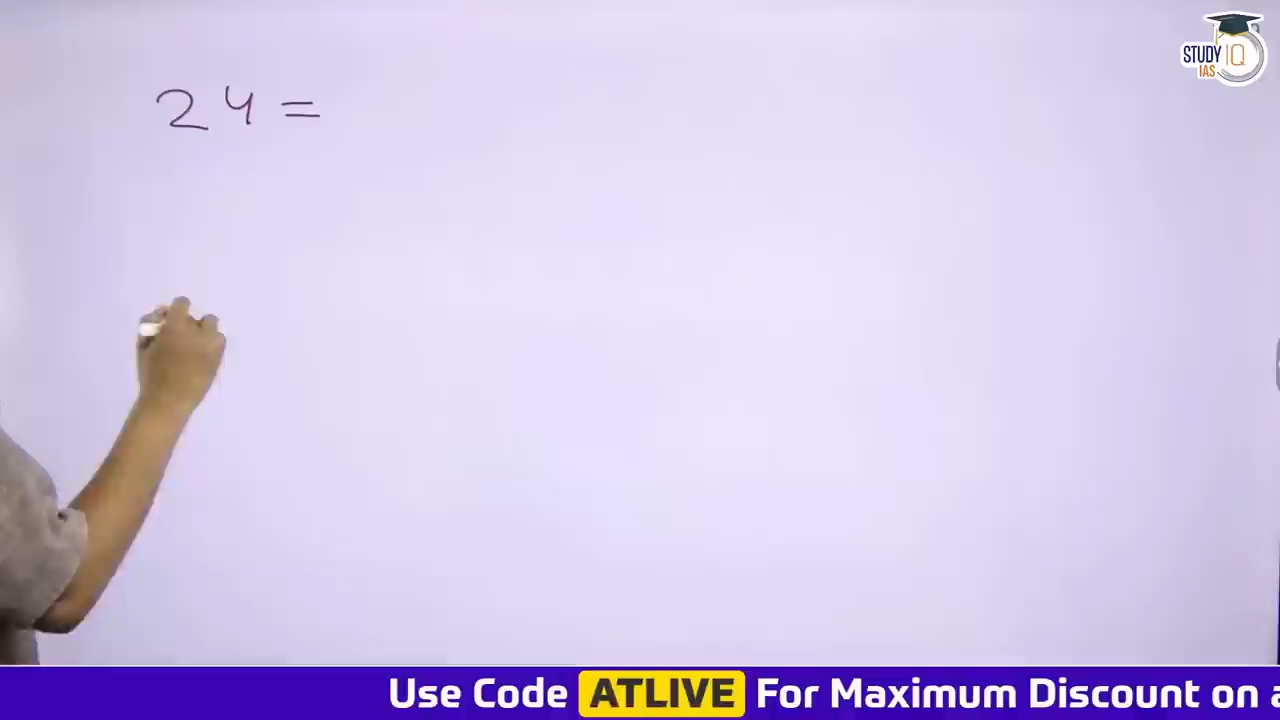 STUDY IQ
IAS
24 =
Use Code ATLIVE For Maximum Discount on a